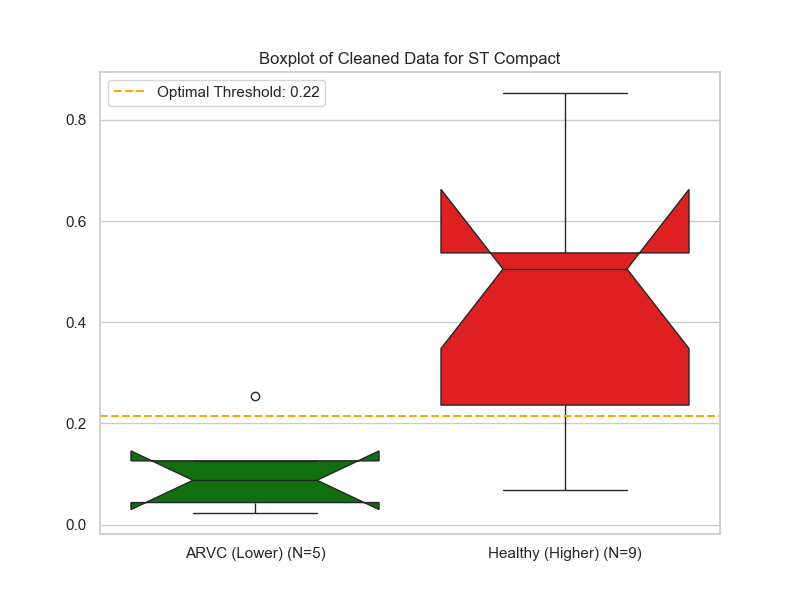 Boxplot of Cleaned Data for ST Compact
Optimal Threshold: 0.22
0.8
0.6
0.4
0.2
0.0
ARVC (Lower) (N=5)
Healthy (Higher) (N=9)